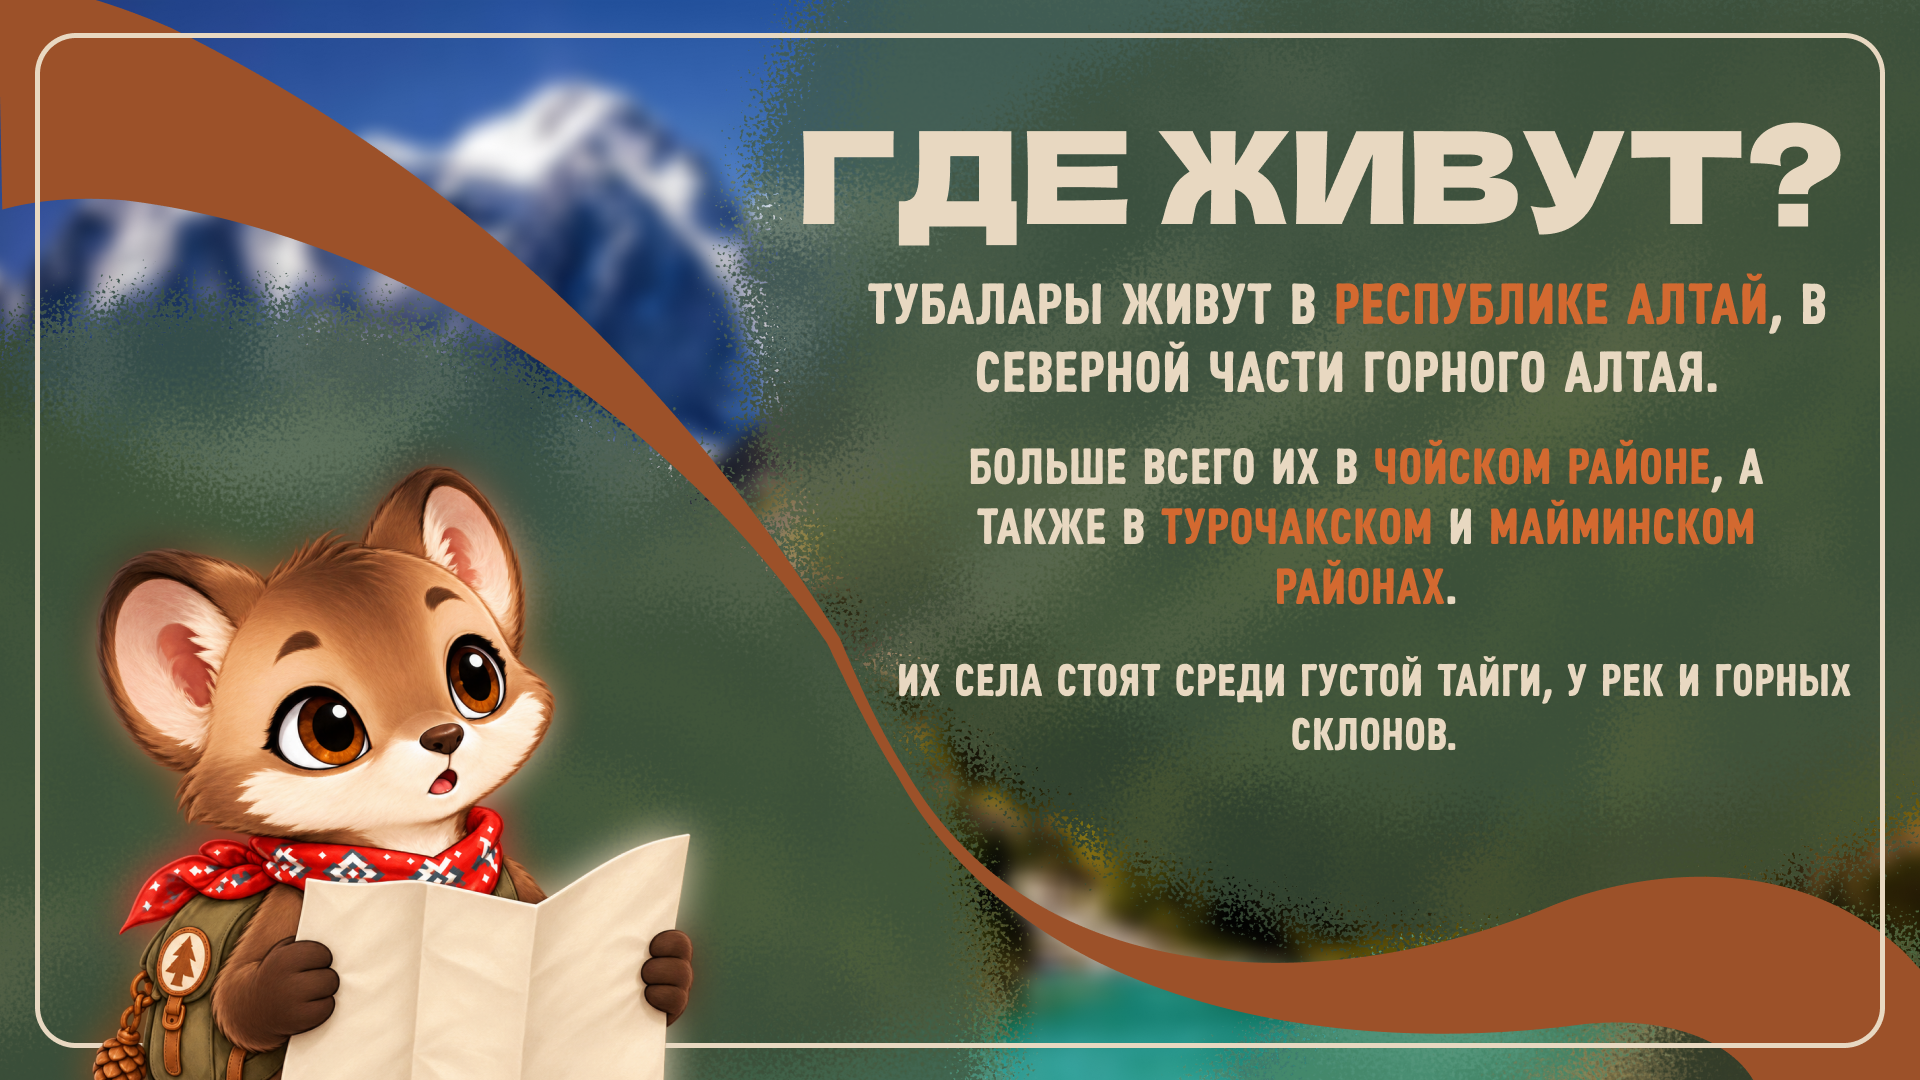 ГДЕ ЖИВУТ?
ТУБАЛАРЫ ЖИВУТ В РЕСПУБЛИКЕ АЛТАЙ, В
СЕВЕРНОЙ ЧАСТИ ГОРНОГО АЛТАЯ.
БОЛЬШЕ ВСЕГО ИХ В ЧОЙСКОМ РАЙОНЕ, А
ТАКЖЕ В ТУРОЧАКСКОМ И МАЙМИНСКОМ
РАЙОНАХ.
ИХ СЕЛА СТОЯТ СРЕДИ ГУСТОЙ ТАЙГИ, У РЕК И ГОРНЫХ
СКЛОНОВ.